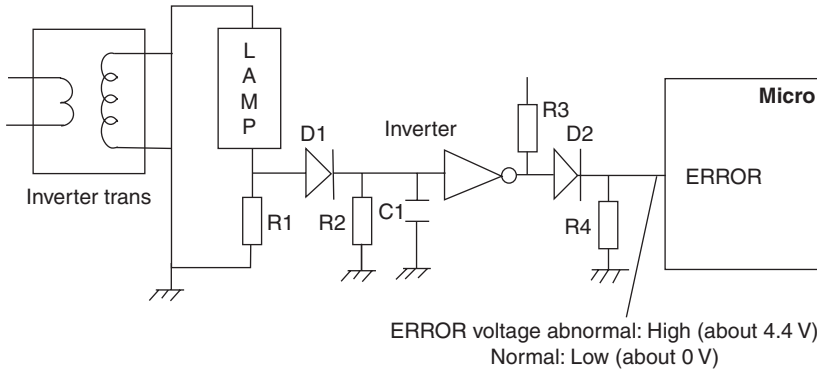 LAMP
Inverter trans
R1
D1
R2
C1
Inverter
R3
D2
R4
Micro
ERROR
ERROR voltage abnormal: High (about 4.4 V)
Normal: Low (about 0 V)